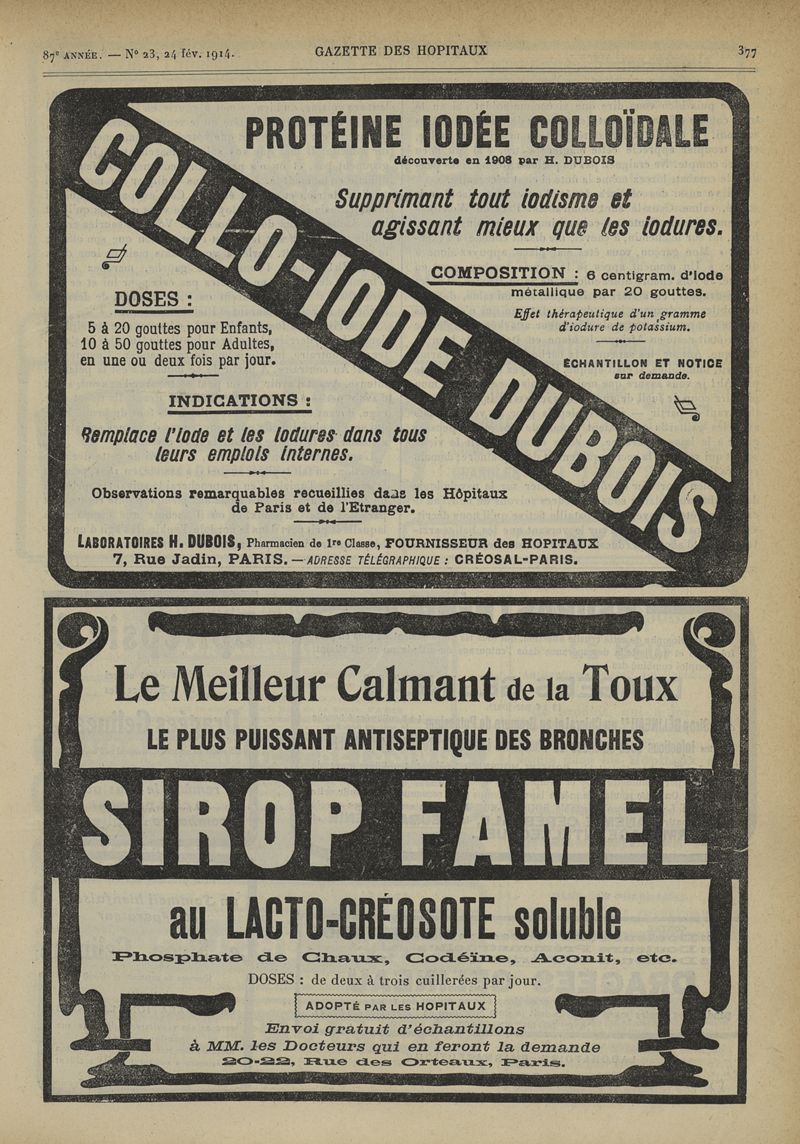 87e ANNÉE. — No 23, 24 fév. 1914.
GAZETTE DES HOPITAUX
377
PROTÉINE IODÉE COLLOÏDALE
découverte en 1908 par H. DUBOIS
Supprimant tout iodisme et
agissant mieux que les iodures.
COLLO-IODE DUBOIS
COMPOSITION : 6 centigram. d'Iode
métallique par 20 gouttes.
Effet thérapeutique d'un gramme
d'iodure de potassium.
ÉCHANTILLON ET NOTICE
sur demande.
DOSES :
5 à 20 gouttes pour Enfants,
10 à 50 gouttes pour Adultes,
en une ou deux fois par jour.
INDICATIONS :
Remplace l'Iode et les Iodures dans tous
leurs emplois internes.
Observations remarquables recueillies dans les Hôpitaux
de Paris et de l'Etranger.
LABORATOIRES H. DUBOIS, Pharmacien de 1re Classe, FOURNISSEUR des HOPITAUX
7, Rue Jadin, PARIS. — ADRESSE TÉLÉGRAPHIQUE : CRÉOSAL-PARIS.
Le Meilleur Calmant de la Toux
LE PLUS PUISSANT ANTISEPTIQUE DES BRONCHES
SIROP FAMEL
au LACTO-CRÉOSOTE soluble
Phosphate de Chaux, Codéïne, Aconit, etc.
DOSES : de deux à trois cuillerées par jour.
ADOPTÉ PAR LES HOPITAUX
Envoi gratuit d'échantillons
à MM. les Docteurs qui en feront la demande
20-22, Rue des Orteaux, Paris.